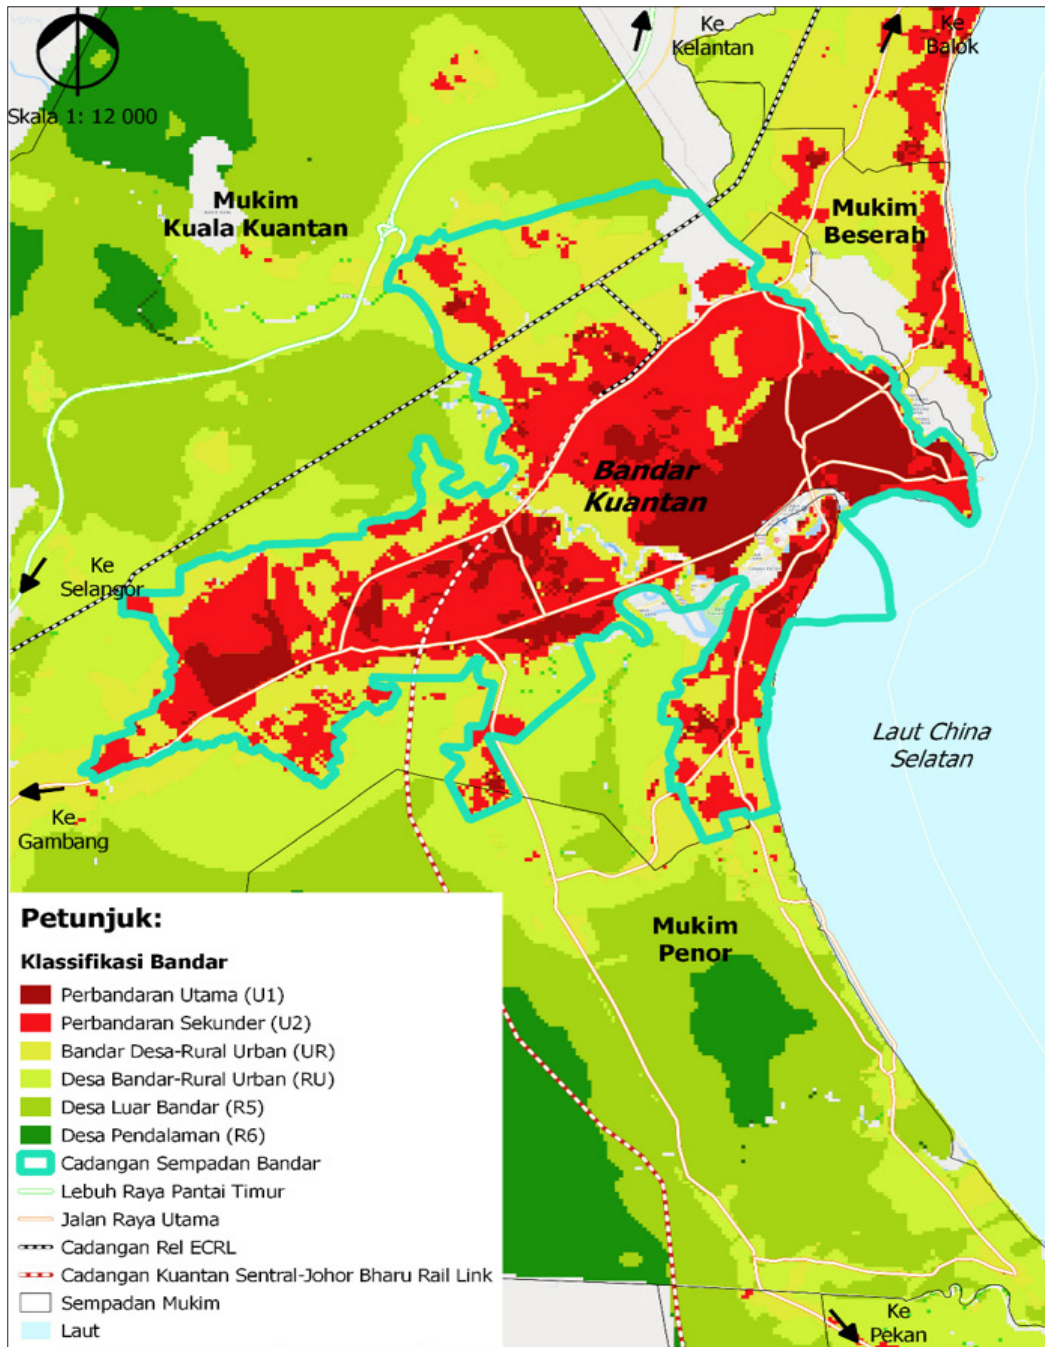 Ke
Kelantan
Ke
Balok
Skala 1: 12 000
Mukim
Kuala Kuantan
Mukim
Beserah
Bandar
Kuantan
Ke
Selangor
Laut China
Selatan
Ke
Gambang
Mukim
Penor
Petunjuk:
Klassifikasi Bandar
Perbandaran Utama (U1)
Perbandaran Sekunder (U2)
Bandar Desa-Rural Urban (UR)
Desa Bandar-Rural Urban (RU)
Desa Luar Bandar (R5)
Desa Pendalaman (R6)
Cadangan Sempadan Bandar
Lebuh Raya Pantai Timur
Jalan Raya Utama
Cadangan Rel ECRL
Cadangan Kuantan Sentral-Johor Bharu Rail Link
Sempadan Mukim
Laut
Ke
Pekan